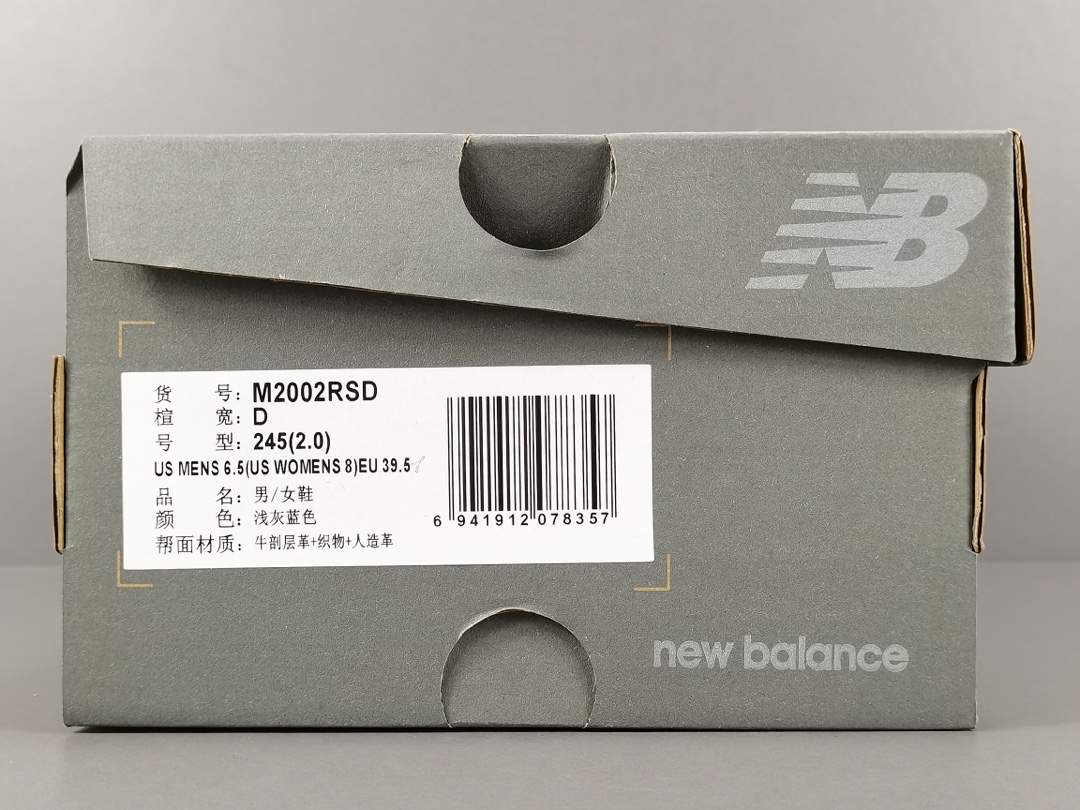 NB
货 号: M2002RSD
楦 宽: D
号 型: 245(2.0)
US MENS 6.5(US WOMENS 8)EU 39.5
品 名: 男/女鞋
颜 色: 浅灰蓝色
帮面材质: 牛剖层革+织物+人造革
6 941912 078357
new balance